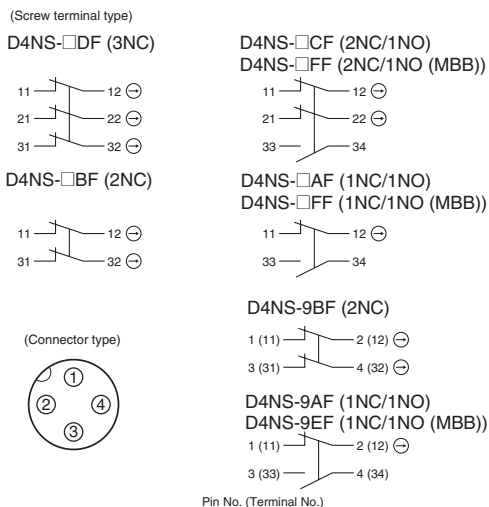 (Screw terminal type)
D4NS-□DF (3NC)
11 12
21 22
31 32
D4NS-□CF (2NC/1NO)
D4NS-□FF (2NC/1NO (MBB))
11 12
21 22
33 34
D4NS-□BF (2NC)
11 12
31 32
D4NS-□AF (1NC/1NO)
D4NS-□FF (1NC/1NO (MBB))
11 12
33 34
(Connector type)
①
② ④
③
D4NS-9BF (2NC)
1 (11) 2 (12)
3 (31) 4 (32)
D4NS-9AF (1NC/1NO)
D4NS-9EF (1NC/1NO (MBB))
1 (11) 2 (12)
3 (33) 4 (34)
Pin No. (Terminal No.)